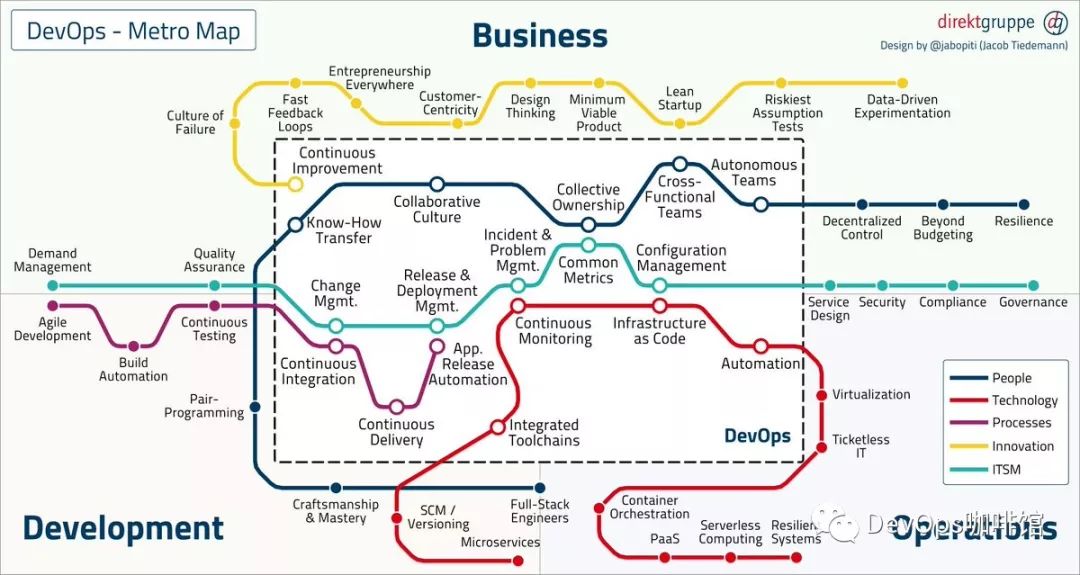 DevOps - Metro Map
Business
direktgruppe
dg
Design by @jabopiti (Jacob Tiedemann)
Culture of
Failure
Fast
Feedback
Loops
Entrepreneurship
Everywhere
Customer-
Centricity
Design
Thinking
Minimum
Viable
Product
Lean
Startup
Riskiest
Assumption
Tests
Data-Driven
Experimentation
Continuous
Improvement
Know-How
Transfer
Collaborative
Culture
Collective
Ownership
Cross-
Functional
Teams
Autonomous
Teams
Decentralized
Control
Beyond
Budgeting
Resilience
Demand
Management
Quality
Assurance
Change
Mgmt.
Release &
Deployment
Mgmt.
Incident &
Problem
Mgmt.
Common
Metrics
Configuration
Management
Service
Design
Security
Compliance
Governance
Agile
Development
Build
Automation
Continuous
Testing
Continuous
Integration
Continuous
Delivery
App.
Release
Automation
Continuous
Monitoring
Infrastructure
as Code
Automation
Integrated
Toolchains
DevOps
Virtualization
Ticketless
IT
Pair-
Programming
Craftsmanship
& Mastery
SCM /
Versioning
Full-Stack
Engineers
Microservices
Container
Orchestration
PaaS
Serverless
Computing
Resilient
Systems
People
Technology
Processes
Innovation
ITSM
Development
Operations
DevOps咖啡馆